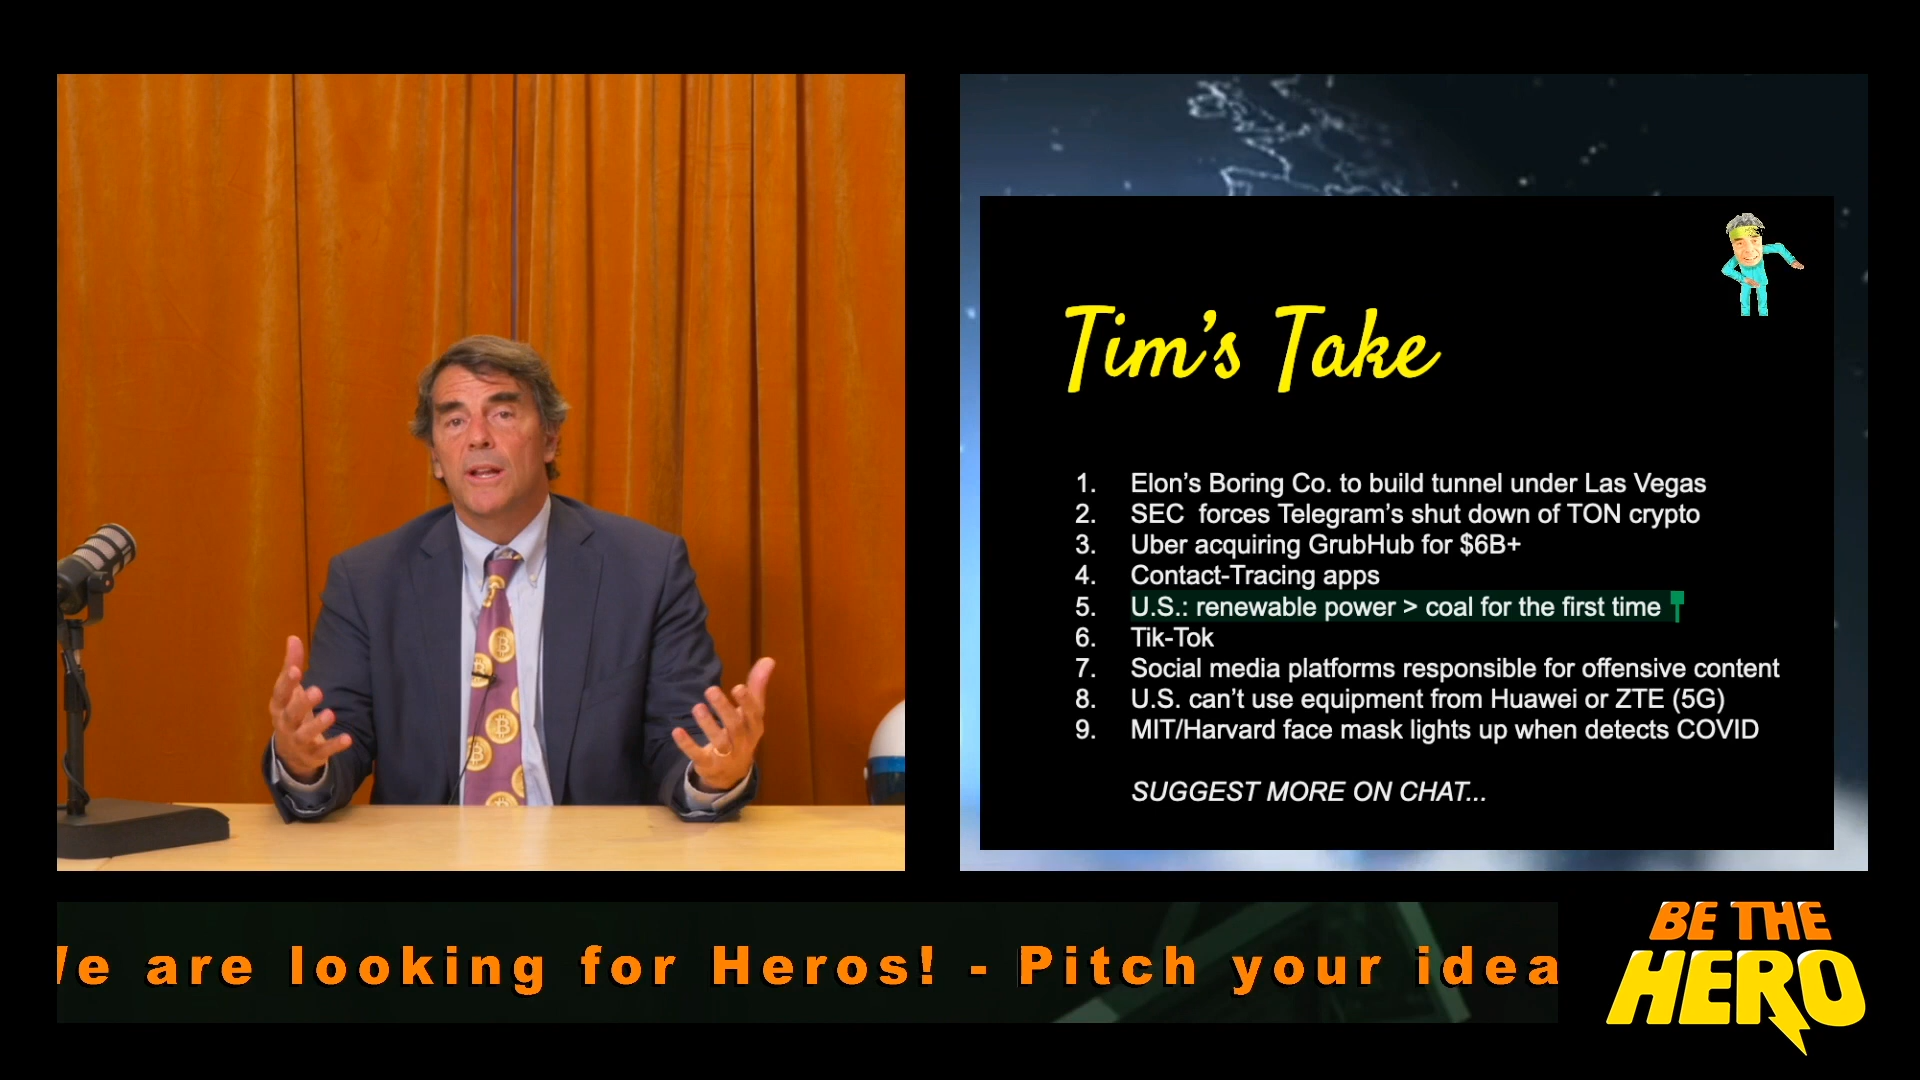 Tim's Take
1. Elon's Boring Co. to build tunnel under Las Vegas
2. SEC  forces Telegram's shut down of TON crypto
3. Uber acquiring GrubHub for $6B+
4. Contact-Tracing apps
5. U.S.: renewable power > coal for the first time
6. Tik-Tok
7. Social media platforms responsible for offensive content
8. U.S. can't use equipment from Huawei or ZTE (5G)
9. MIT/Harvard face mask lights up when detects COVID
SUGGEST MORE ON CHAT...
We are looking for Heros! - Pitch your idea
BE THE
HERO